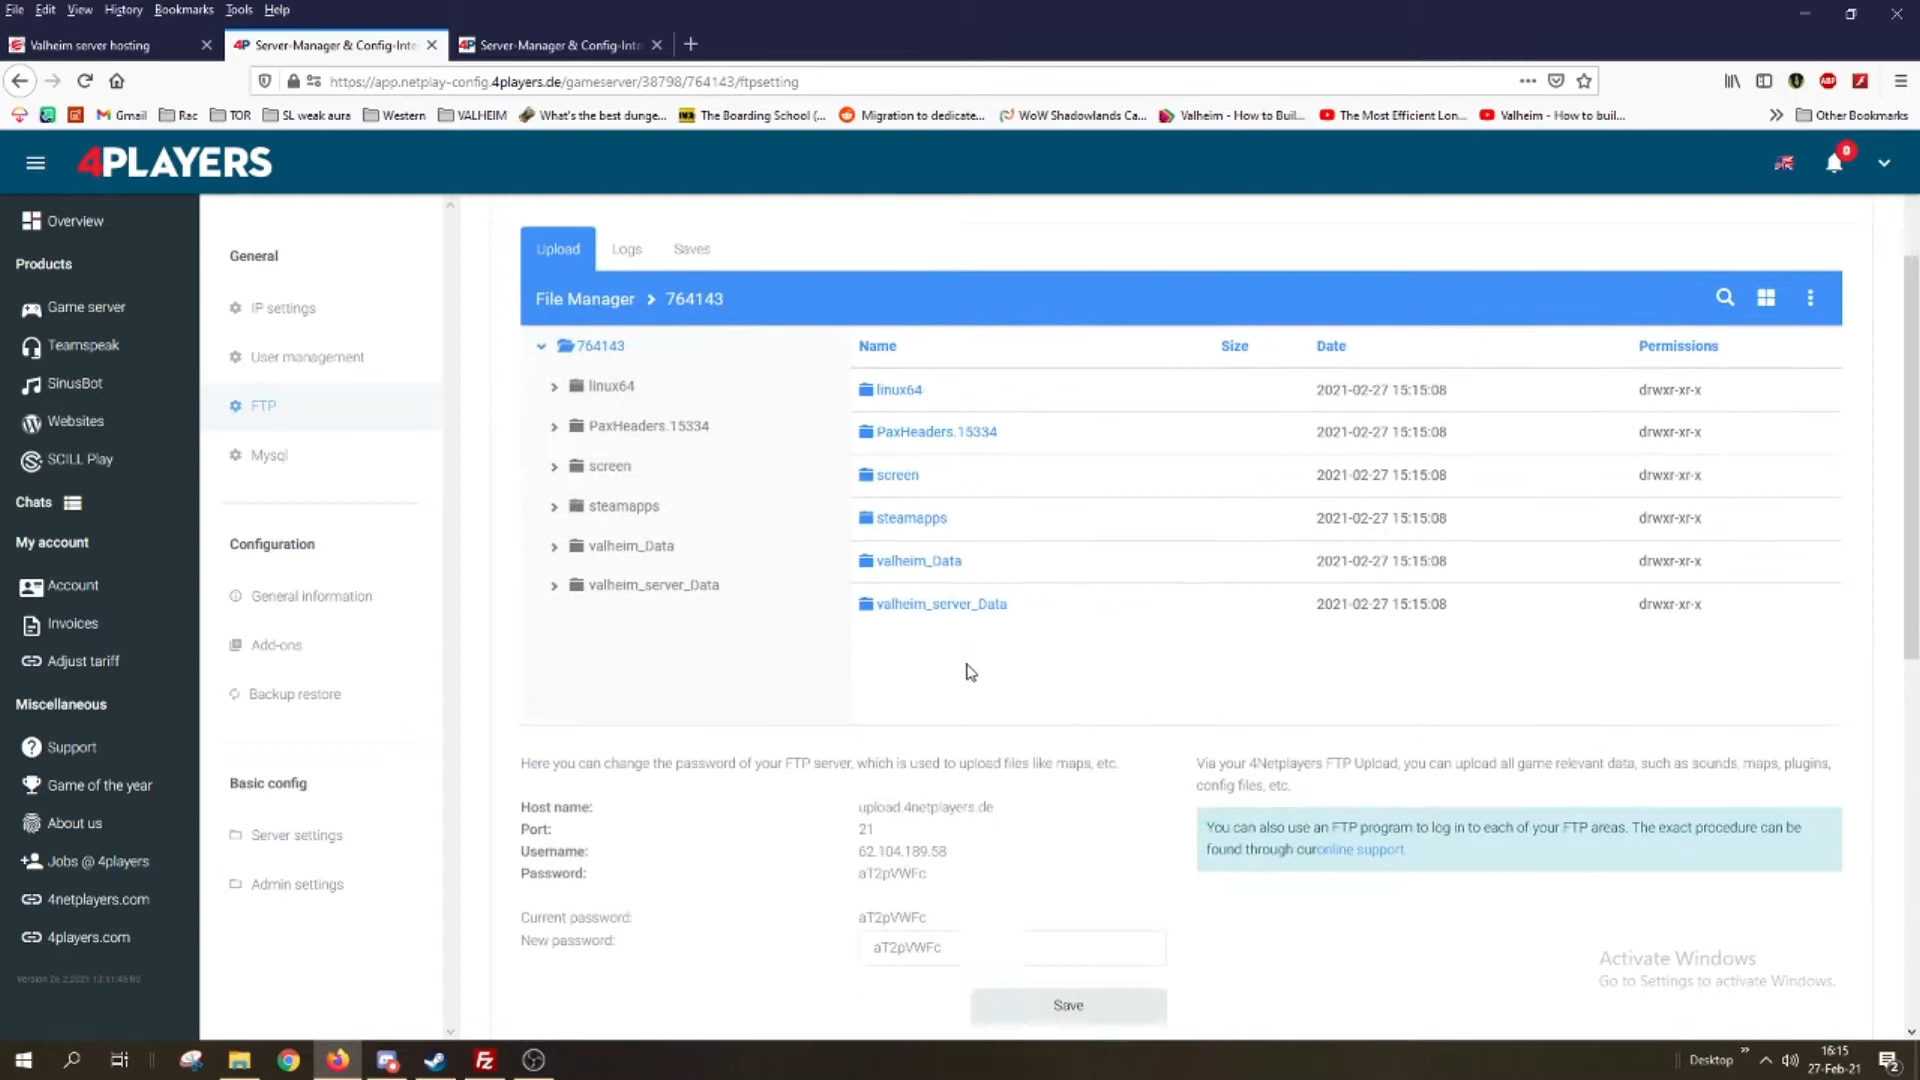 File Edit View History Bookmarks Tools Help
Valheim server hosting
Server-Manager & Config-Inte
Server-Manager & Config-Inte
https://app.netplay-config.4players.de/gameserver/38798/764143/ftpsetting
Gmail Rac TOR SL weak aura Western VALHEIM What's the best dunge... The Boarding School (... Migration to dedicate... WoW Shadowlands Ca... Valheim - How to Buil... The Most Efficient Lon... Valheim - How to buil... Other Bookmarks
4PLAYERS
0
Overview
Products
Game server
Teamspeak
SinusBot
Websites
SCILL Play
Chats
My account
Account
Invoices
Adjust tariff
Miscellaneous
Support
Game of the year
About us
Jobs @ 4players
4netplayers.com
4players.com
General
IP settings
User management
FTP
Mysql
Configuration
General information
Add-ons
Backup restore
Basic config
Server settings
Admin settings
Upload Logs Saves
File Manager > 764143
764143
linux64
PaxHeaders.15334
screen
steamapps
valheim_Data
valheim_server_Data
Name Size Date Permissions
linux64 2021-02-27 15:15:08 drwxr-xr-x
PaxHeaders.15334 2021-02-27 15:15:08 drwxr-xr-x
screen 2021-02-27 15:15:08 drwxr-xr-x
steamapps 2021-02-27 15:15:08 drwxr-xr-x
valheim_Data 2021-02-27 15:15:08 drwxr-xr-x
valheim_server_Data 2021-02-27 15:15:08 drwxr-xr-x
Here you can change the password of your FTP server, which is used to upload files like maps, etc.
Host name: upload.4netplayers.de
Port: 21
Username: 62.104.189.58
Password: aT2pVWFc
Current password: aT2pVWFc
New password: aT2pVWFc
Save
Via your 4Netplayers FTP Upload, you can upload all game relevant data, such as sounds, maps, plugins,
config files, etc.
You can also use an FTP program to log in to each of your FTP areas. The exact procedure can be
found through our online support
Activate Windows
Go to Settings to activate Windows.
Desktop
16:15
27-Feb-21
2